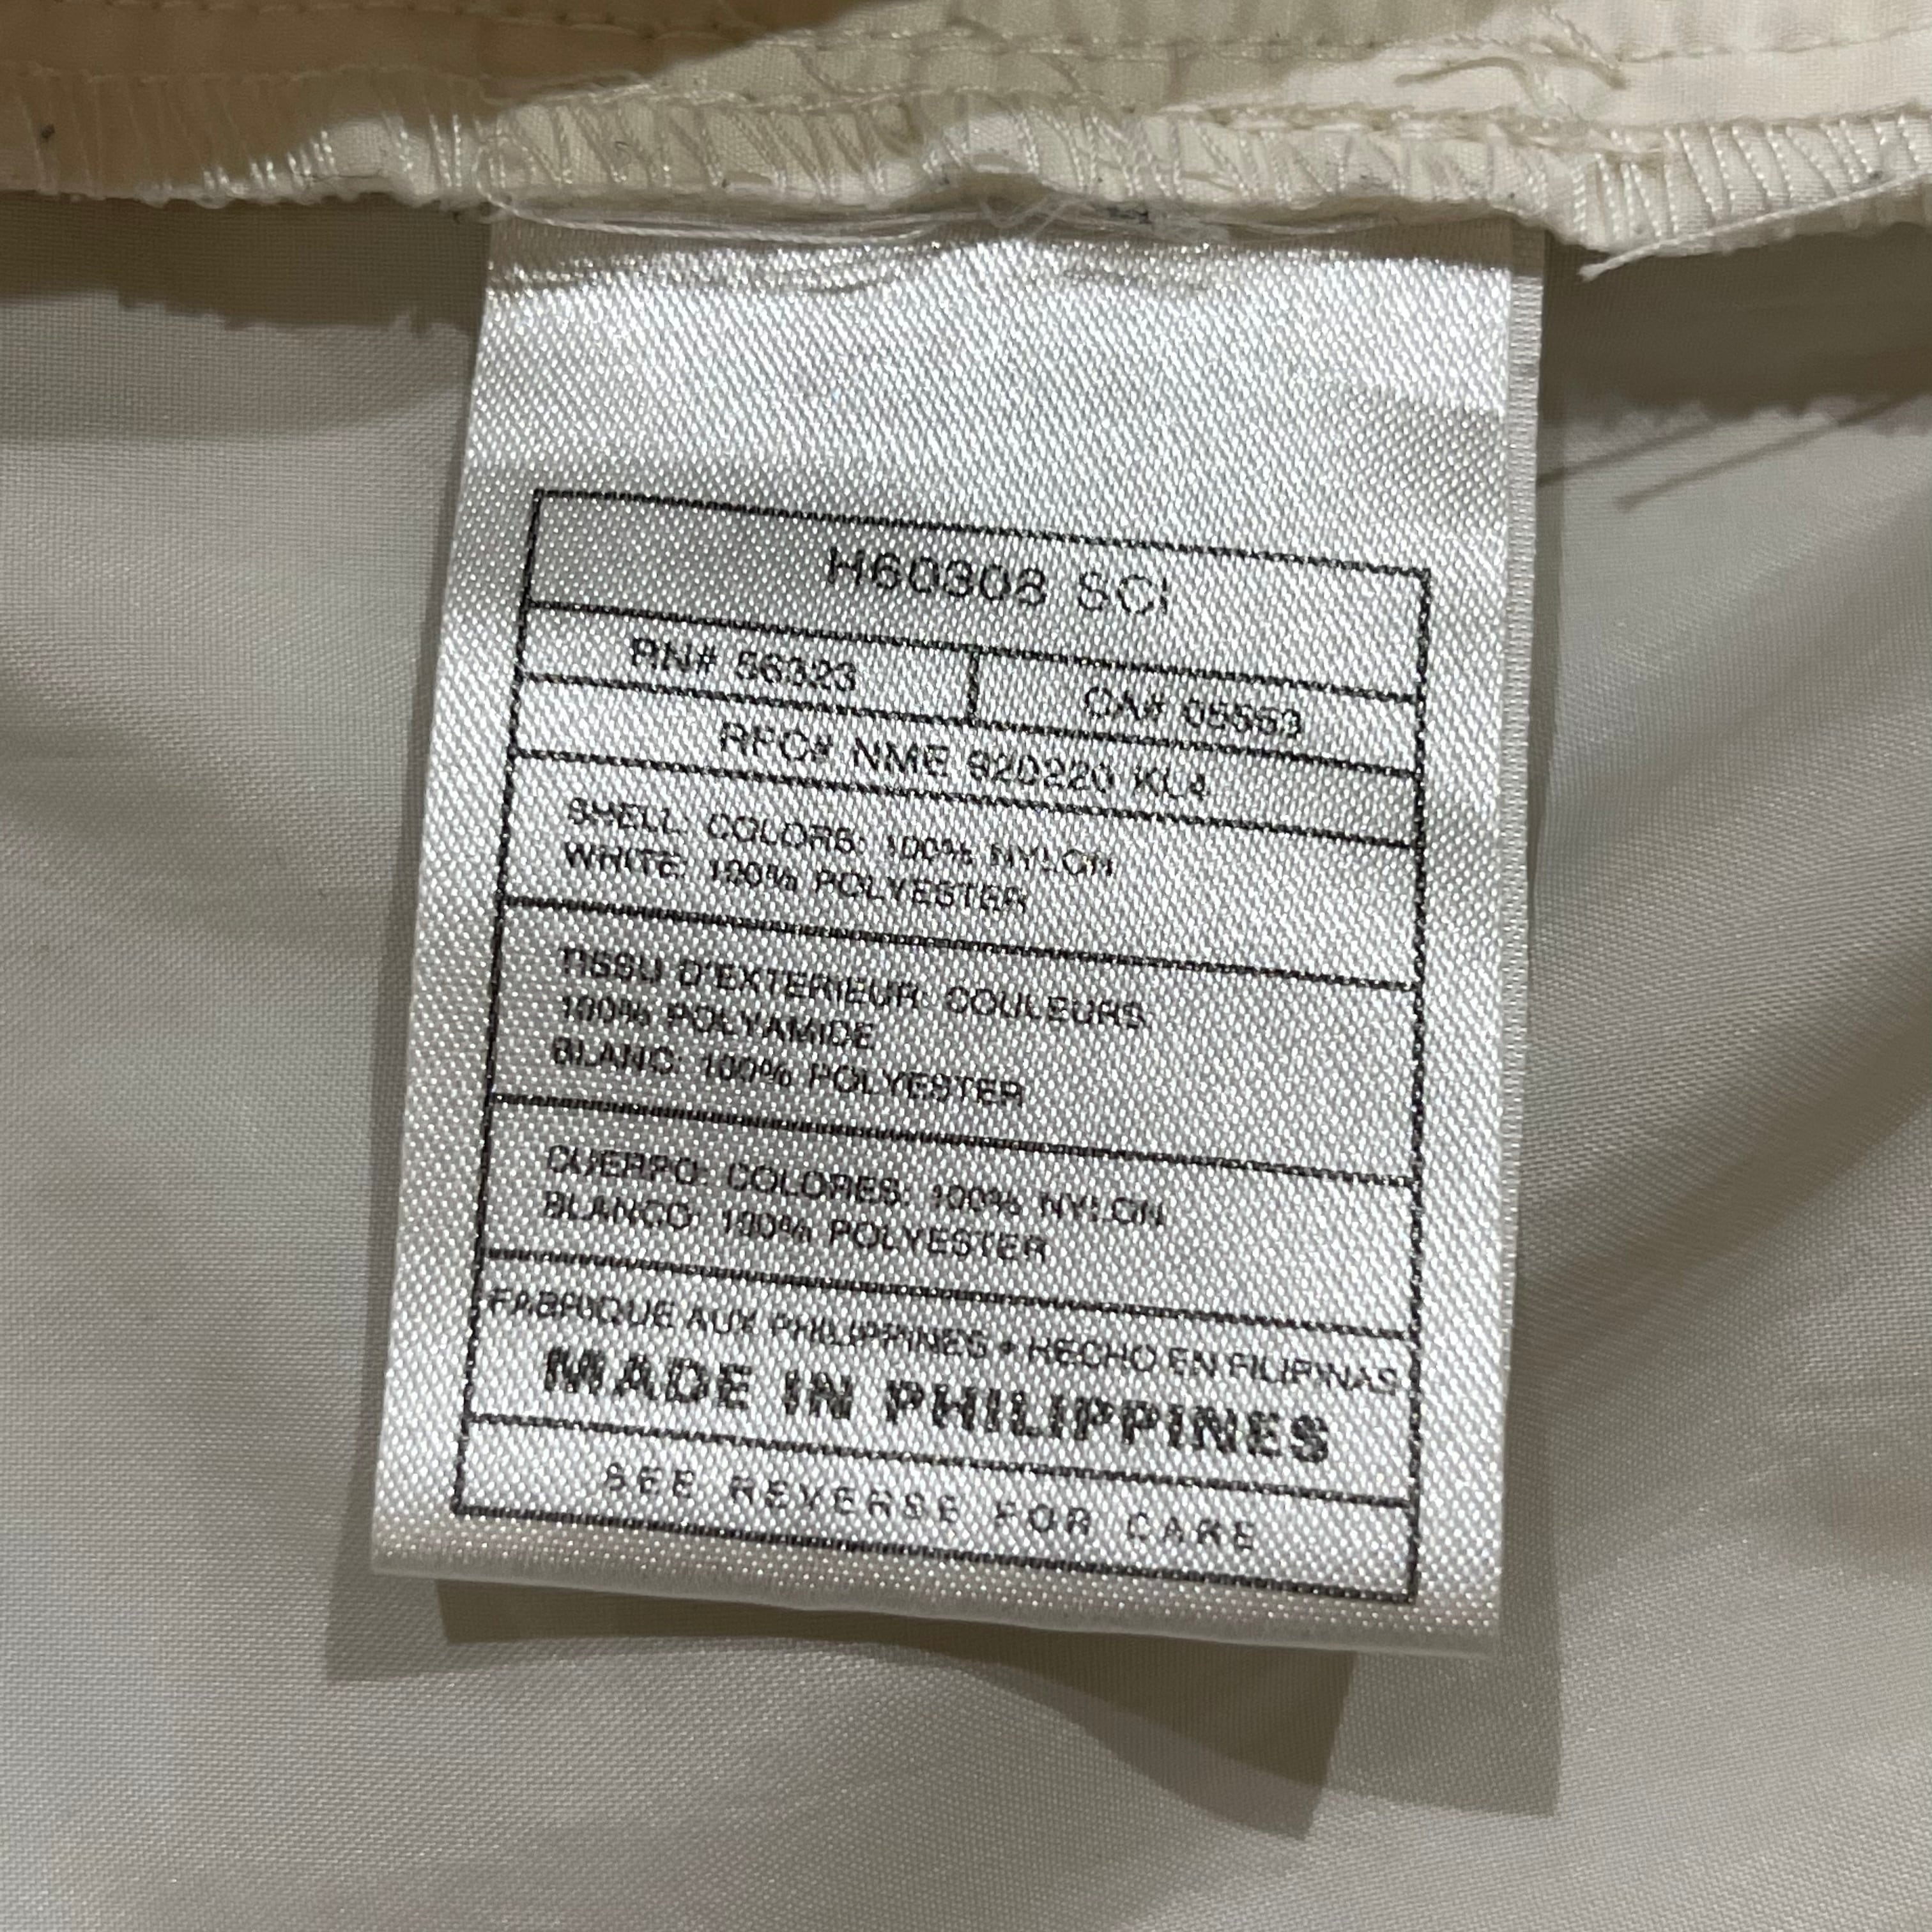 H60308 SCI
RN# 56323
CA# 05553
RFC# NME 920220 KL4
SHELL: COLORS: 100% NYLON
WHITE: 100% POLYESTER
TISSU D'EXTERIEUR: COULEURS:
100% POLYAMIDE
BLANC: 100% POLYESTER
CUERPO: COLORES: 100% NYLON
BLANCO: 100% POLYESTER
FABRIQUE AUX PHILIPPINES • HECHO EN FILIPINAS
MADE IN PHILIPPINES
SEE REVERSE FOR CARE